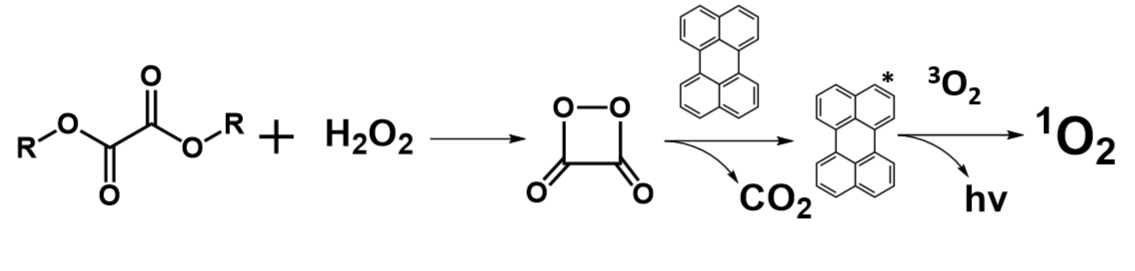 R O O O O R + H₂O₂
O O O O
CO₂
*
³O₂
hv
¹O₂